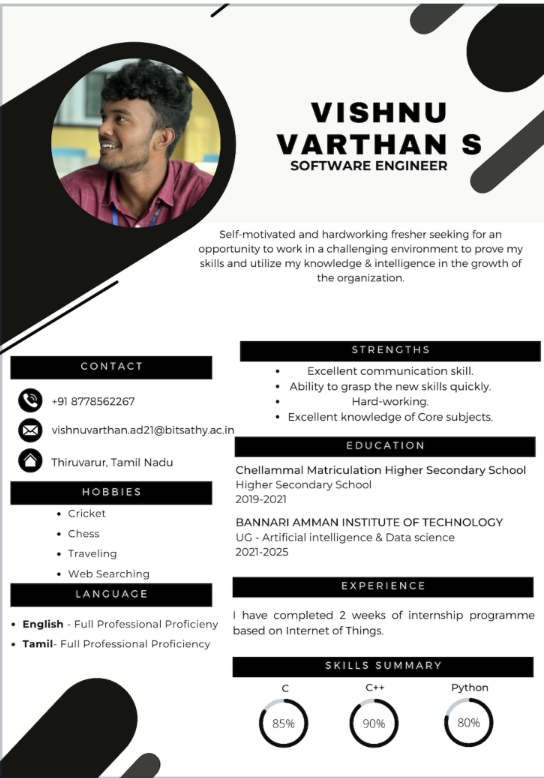 VISHNU
VARTHAN S
SOFTWARE ENGINEER
Self-motivated and hardworking fresher seeking for an
opportunity to work in a challenging environment to prove my
skills and utilize my knowledge & intelligence in the growth of
the organization.
CONTACT
+91 8778562267
vishnuvarthan.ad21@bitsathy.ac.in
Thiruvarur, Tamil Nadu
HOBBIES
• Cricket
• Chess
• Traveling
• Web Searching
LANGUAGE
• English - Full Professional Proficieny
• Tamil- Full Professional Proficiency
STRENGTHS
• Excellent communication skill.
• Ability to grasp the new skills quickly.
• Hard-working.
• Excellent knowledge of Core subjects.
EDUCATION
Chellammal Matriculation Higher Secondary School
Higher Secondary School
2019-2021
BANNARI AMMAN INSTITUTE OF TECHNOLOGY
UG - Artificial intelligence & Data science
2021-2025
EXPERIENCE
I have completed 2 weeks of internship programme
based on Internet of Things.
SKILLS SUMMARY
C C++ Python
85% 90% 80%